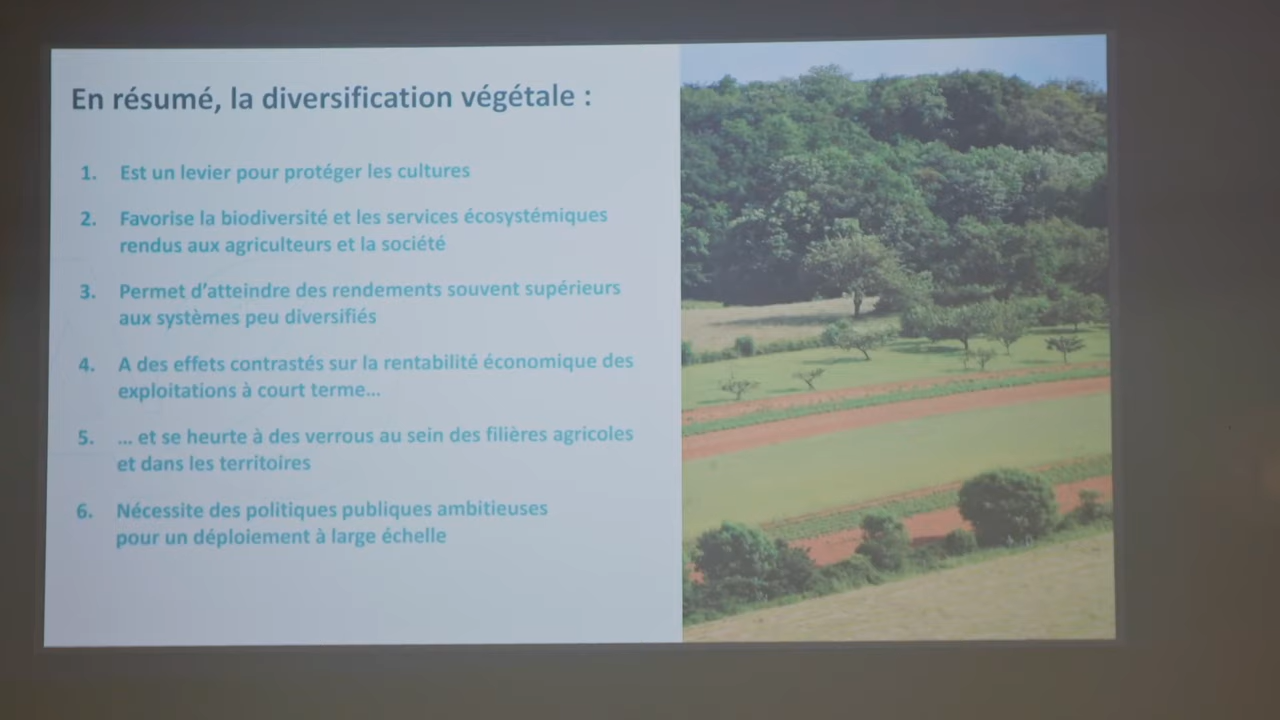 En résumé, la diversification végétale :
1. Est un levier pour protéger les cultures
2. Favorise la biodiversité et les services écosystémiques
rendus aux agriculteurs et la société
3. Permet d'atteindre des rendements souvent supérieurs
aux systèmes peu diversifiés
4. A des effets contrastés sur la rentabilité économique des
exploitations à court terme...
5. ... et se heurte à des verrous au sein des filières agricoles
et dans les territoires
6. Nécessite des politiques publiques ambitieuses
pour un déploiement à large échelle